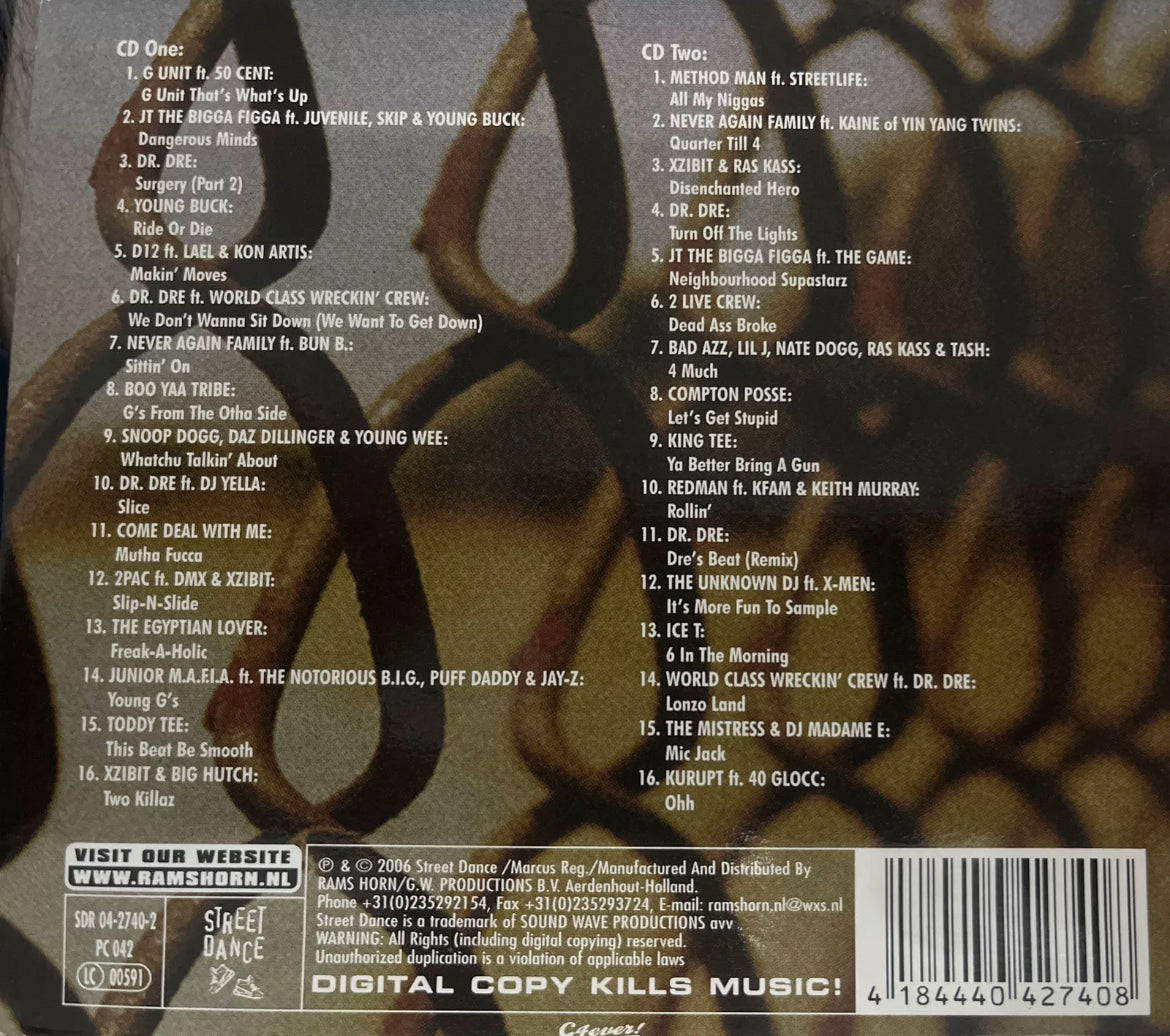 CD One:
1. G UNIT ft. 50 CENT:
G Unit That's What's Up
2. JT THE BIGGA FIGGA ft. JUVENILE, SKIP & YOUNG BUCK:
Dangerous Minds
3. DR. DRE:
Surgery (Part 2)
4. YOUNG BUCK:
Ride Or Die
5. D12 ft. LAEL & KON ARTIS:
Makin' Moves
6. DR. DRE ft. WORLD CLASS WRECKIN' CREW:
We Don't Wanna Sit Down (We Want To Get Down)
7. NEVER AGAIN FAMILY ft. BUN B.:
Sittin' On
8. BOO YAA TRIBE:
G's From The Otha Side
9. SNOOP DOGG, DAZ DILLINGER & YOUNG WEE:
Whatchu Talkin' About
10. DR. DRE ft. DJ YELLA:
Slice
11. COME DEAL WITH ME:
Mutha Fucca
12. 2PAC ft. DMX & XZIBIT:
Slip-N-Slide
13. THE EGYPTIAN LOVER:
Freak-A-Holic
14. JUNIOR M.A.F.I.A. ft. THE NOTORIOUS B.I.G., PUFF DADDY & JAY-Z:
Young G's
15. TODDY TEE:
This Beat Be Smooth
16. XZIBIT & BIG HUTCH:
Two Killaz
CD Two:
1. METHOD MAN ft. STREETLIFE:
All My Niggas
2. NEVER AGAIN FAMILY ft. KAINE of YIN YANG TWINS:
Quarter Till 4
3. XZIBIT & RAS KASS:
Disenchanted Hero
4. DR. DRE:
Turn Off The Lights
5. JT THE BIGGA FIGGA ft. THE GAME:
Neighbourhood Supastarz
6. 2 LIVE CREW:
Dead Ass Broke
7. BAD AZZ, LIL J, NATE DOGG, RAS KASS & TASH:
4 Much
8. COMPTON POSSE:
Let's Get Stupid
9. KING TEE:
Ya Better Bring A Gun
10. REDMAN ft. KFAM & KEITH MURRAY:
Rollin'
11. DR. DRE:
Dre's Beat (Remix)
12. THE UNKNOWN DJ ft. X-MEN:
It's More Fun To Sample
13. ICE T:
6 In The Morning
14. WORLD CLASS WRECKIN' CREW ft. DR. DRE:
Lonzo Land
15. THE MISTRESS & DJ MADAME E:
Mic Jack
16. KURUPT ft. 40 GLOCC:
Ohh
VISIT OUR WEBSITE
WWW.RAMSHORN.NL
SDR 04-2740-2
PC 042
LC 00591
STREET
DANCE
℗ & © 2006 Street Dance /Marcus Reg./Manufactured And Distributed By
RAMS HORN/G.W. PRODUCTIONS B.V. Aerdenhout-Holland.
Phone +31(0)235292154, Fax +31(0)235293724, E-mail: ramshorn.nl@wxs.nl
Street Dance is a trademark of SOUND WAVE PRODUCTIONS avv
WARNING: All Rights (including digital copying) reserved.
Unauthorized duplication is a violation of applicable laws
DIGITAL COPY KILLS MUSIC!
4 184440 427408
C4ever!